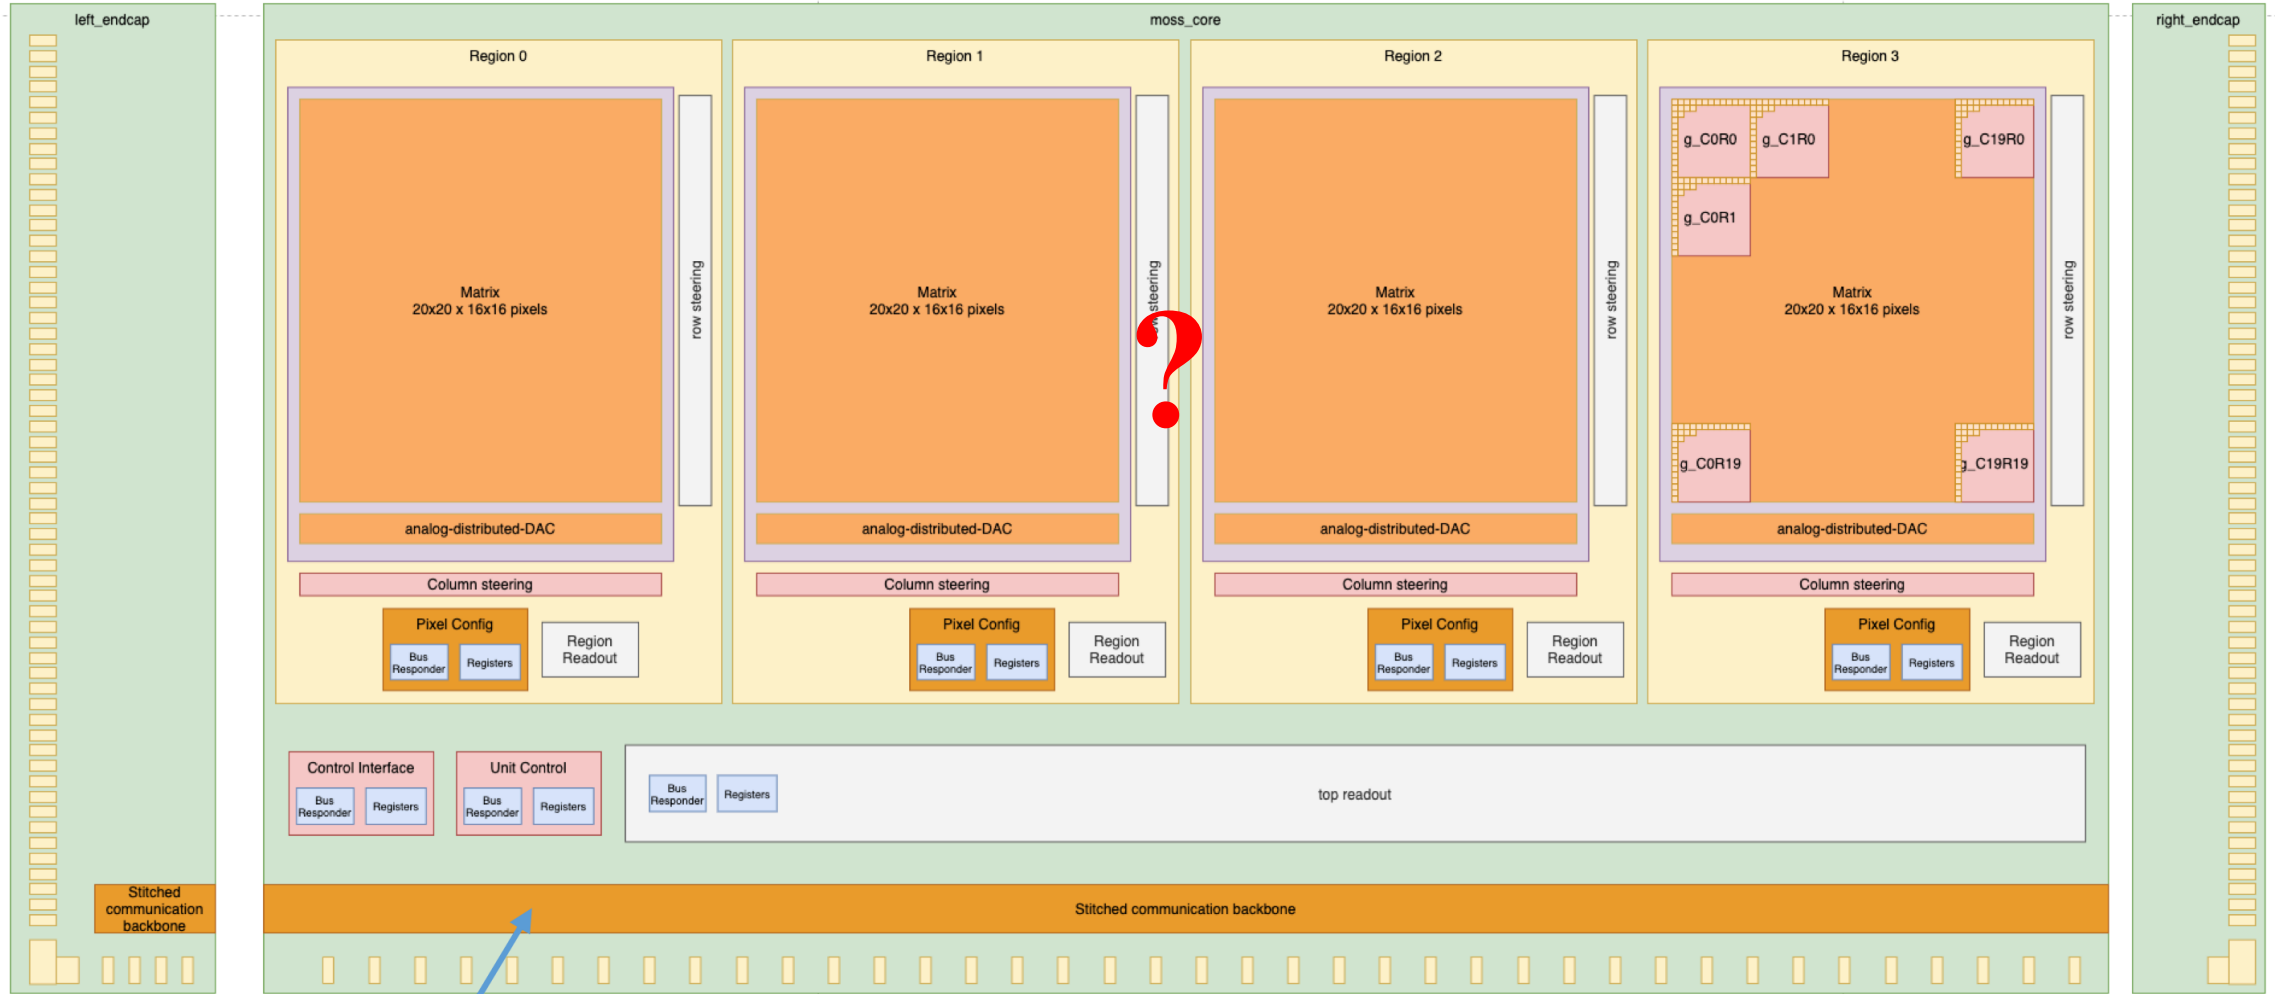 left_endcap
moss_core
right_endcap
Region 0
Region 1
Region 2
Region 3
g_C0R0
g_C1R0
g_C19R0
g_C0R1
Matrix
20x20 x 16x16 pixels
row steering
Matrix
20x20 x 16x16 pixels
row steering
?
Matrix
20x20 x 16x16 pixels
row steering
Matrix
20x20 x 16x16 pixels
row steering
g_C0R19
g_C19R19
analog-distributed-DAC
analog-distributed-DAC
analog-distributed-DAC
analog-distributed-DAC
Column steering
Column steering
Column steering
Column steering
Pixel Config
Bus
Responder
Registers
Region
Readout
Pixel Config
Bus
Responder
Registers
Region
Readout
Pixel Config
Bus
Responder
Registers
Region
Readout
Pixel Config
Bus
Responder
Registers
Region
Readout
Control Interface
Bus
Responder
Registers
Unit Control
Bus
Responder
Registers
Bus
Responder
Registers
top readout
Stitched
communication
backbone
Stitched communication backbone